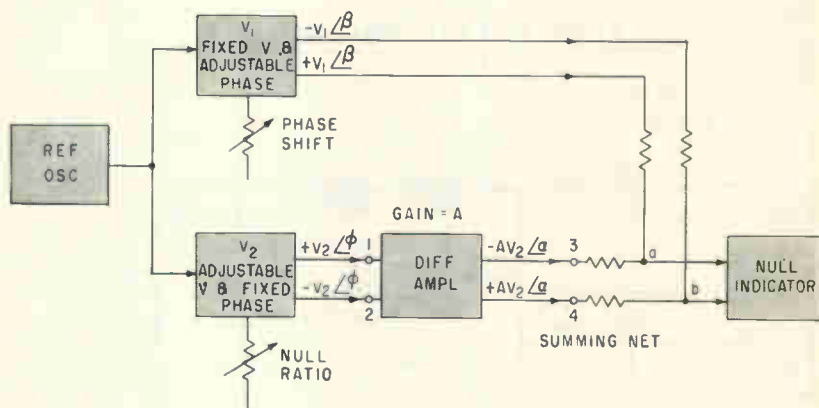 V₁
FIXED V. &
ADJUSTABLE
PHASE
-V₁ ∠β
+V₁ ∠β
PHASE
SHIFT
REF
OSC
GAIN = A
V₂
ADJUSTABLE
V & FIXED
PHASE
+V₂ ∠φ
-V₂ ∠φ
1
2
DIFF
AMPL
-AV₂ ∠α
+AV₂ ∠α
3
4
a
b
NULL
INDICATOR
SUMMING NET
NULL
RATIO